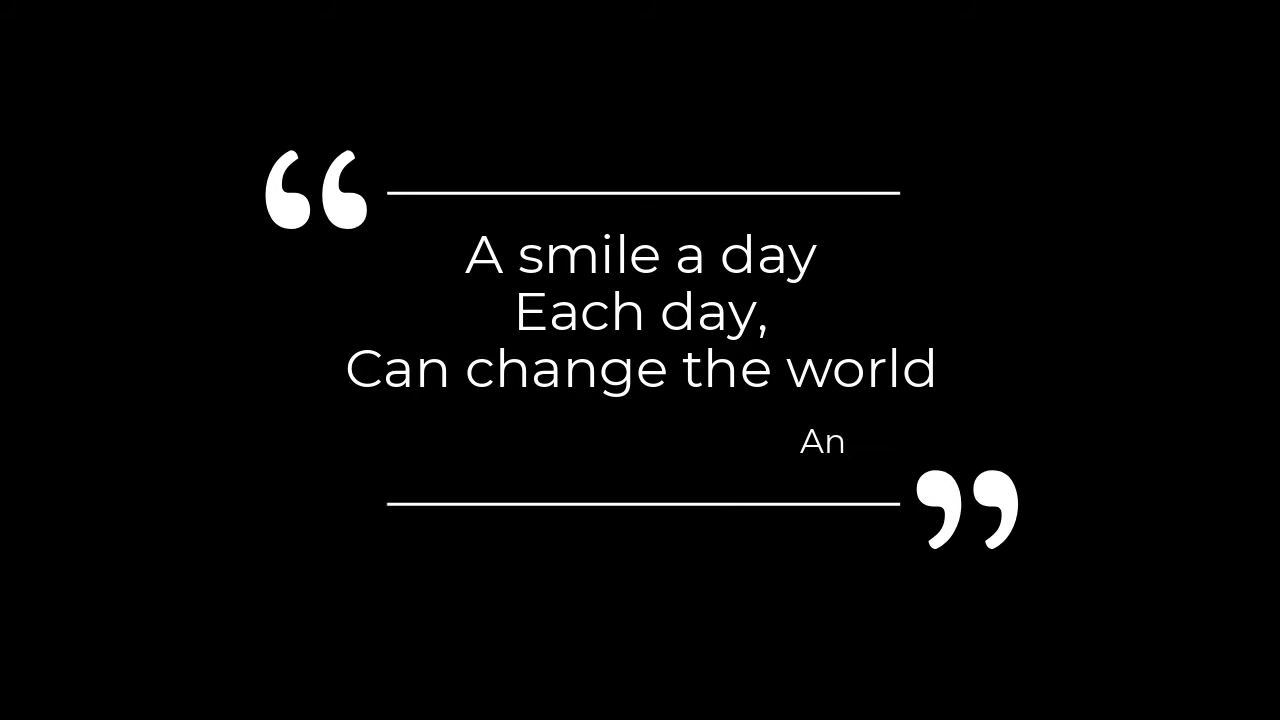 “
A smile a day
Each day,
Can change the world
An
”